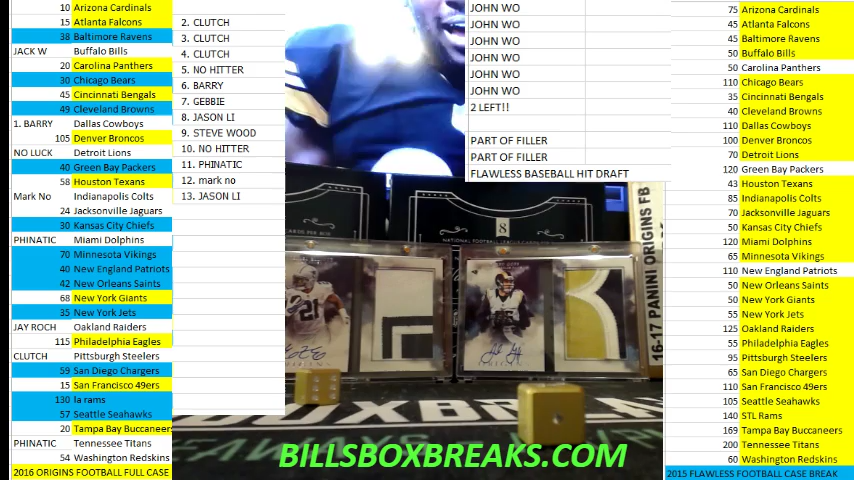 10 Arizona Cardinals
15 Atlanta Falcons
38 Baltimore Ravens
JACK W Buffalo Bills
20 Carolina Panthers
30 Chicago Bears
45 Cincinnati Bengals
49 Cleveland Browns
1. BARRY Dallas Cowboys
105 Denver Broncos
NO LUCK Detroit Lions
40 Green Bay Packers
58 Houston Texans
Mark No Indianapolis Colts
24 Jacksonville Jaguars
30 Kansas City Chiefs
PHINATIC Miami Dolphins
70 Minnesota Vikings
40 New England Patriots
42 New Orleans Saints
68 New York Giants
35 New York Jets
JAY ROCH Oakland Raiders
115 Philadelphia Eagles
CLUTCH Pittsburgh Steelers
59 San Diego Chargers
15 San Francisco 49ers
130 la rams
57 Seattle Seahawks
20 Tampa Bay Buccaneers
PHINATIC Tennessee Titans
54 Washington Redskins
2016 ORIGINS FOOTBALL FULL CASE
2. CLUTCH
3. CLUTCH
4. CLUTCH
5. NO HITTER
6. BARRY
7. GEBBIE
8. JASON LI
9. STEVE WOOD
10. NO HITTER
11. PHINATIC
12. mark no
13. JASON LI
JOHN WO
JOHN WO
JOHN WO
JOHN WO
JOHN WO
JOHN WO
2 LEFT!!
PART OF FILLER
PART OF FILLER
FLAWLESS BASEBALL HIT DRAFT
8
21
16-17 PANINI ORIGINS FB
BOXBREA
BILLSBOXBREAKS.COM
75 Arizona Cardinals
45 Atlanta Falcons
45 Baltimore Ravens
50 Buffalo Bills
50 Carolina Panthers
110 Chicago Bears
35 Cincinnati Bengals
40 Cleveland Browns
110 Dallas Cowboys
100 Denver Broncos
70 Detroit Lions
120 Green Bay Packers
43 Houston Texans
85 Indianapolis Colts
70 Jacksonville Jaguars
50 Kansas City Chiefs
120 Miami Dolphins
65 Minnesota Vikings
110 New England Patriots
50 New Orleans Saints
50 New York Giants
55 New York Jets
125 Oakland Raiders
55 Philadelphia Eagles
95 Pittsburgh Steelers
65 San Diego Chargers
110 San Francisco 49ers
105 Seattle Seahawks
140 STL Rams
169 Tampa Bay Buccaneers
200 Tennessee Titans
60 Washington Redskins
2015 FLAWLESS FOOTBALL CASE BREAK